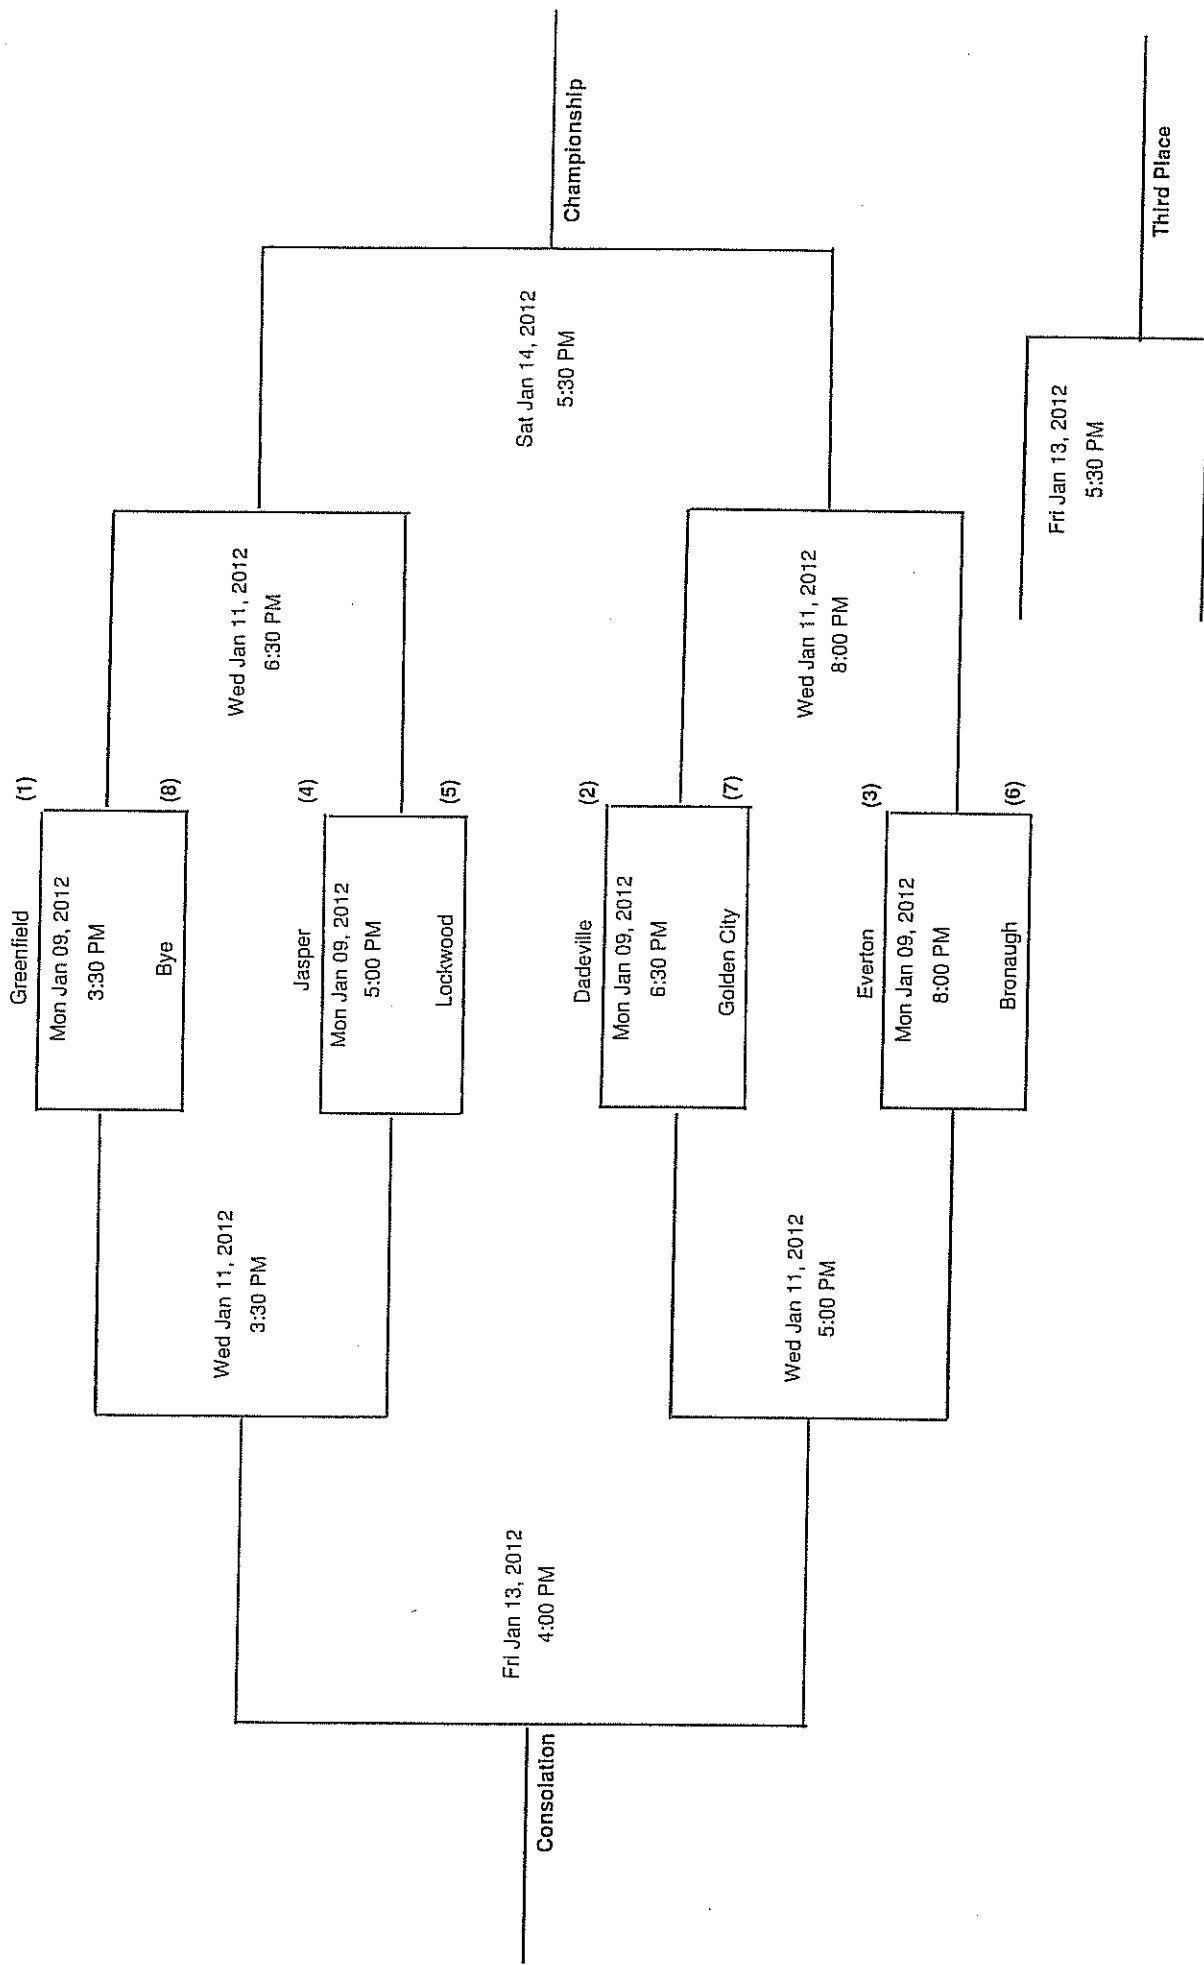 Greenfield
(1)
Mon Jan 09, 2012
3:30 PM
Bye
(8)
Jasper
(4)
Mon Jan 09, 2012
5:00 PM
Lockwood
(5)
Dadeville
(2)
Mon Jan 09, 2012
6:30 PM
Golden City
(7)
Everton
(3)
Mon Jan 09, 2012
8:00 PM
Bronaugh
(6)
Wed Jan 11, 2012
3:30 PM
Wed Jan 11, 2012
5:00 PM
Fri Jan 13, 2012
4:00 PM
Consolation
Wed Jan 11, 2012
6:30 PM
Wed Jan 11, 2012
8:00 PM
Sat Jan 14, 2012
5:30 PM
Championship
Fri Jan 13, 2012
5:30 PM
Third Place